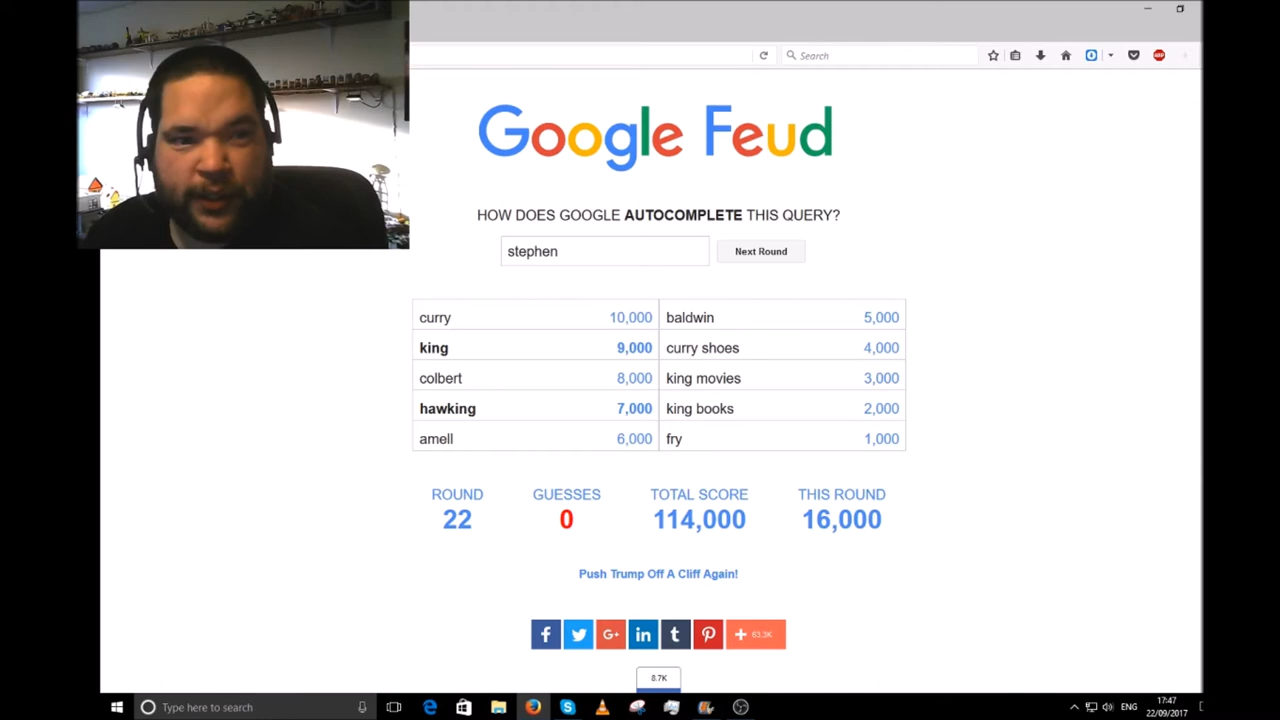 Search
Google Feud
HOW DOES GOOGLE AUTOCOMPLETE THIS QUERY?
stephen
Next Round
curry 10,000 baldwin 5,000
king 9,000 curry shoes 4,000
colbert 8,000 king movies 3,000
hawking 7,000 king books 2,000
amell 6,000 fry 1,000
ROUND GUESSES TOTAL SCORE THIS ROUND
22 0 114,000 16,000
Push Trump Off A Cliff Again!
63.3K
8.7K
Type here to search
ENG
17:47
22/09/2017